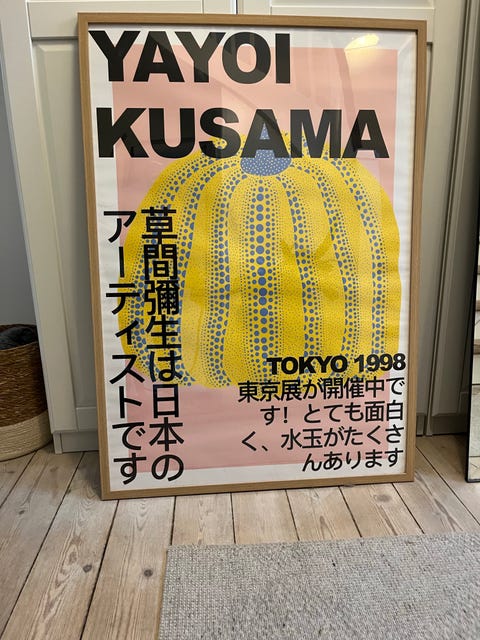 YAYOI
KUSAMA
草間彌生は日本の
アーティストです
TOKYO 1998
東京展が開催中で
す！とても面白
く、水玉がたくさ
んあります